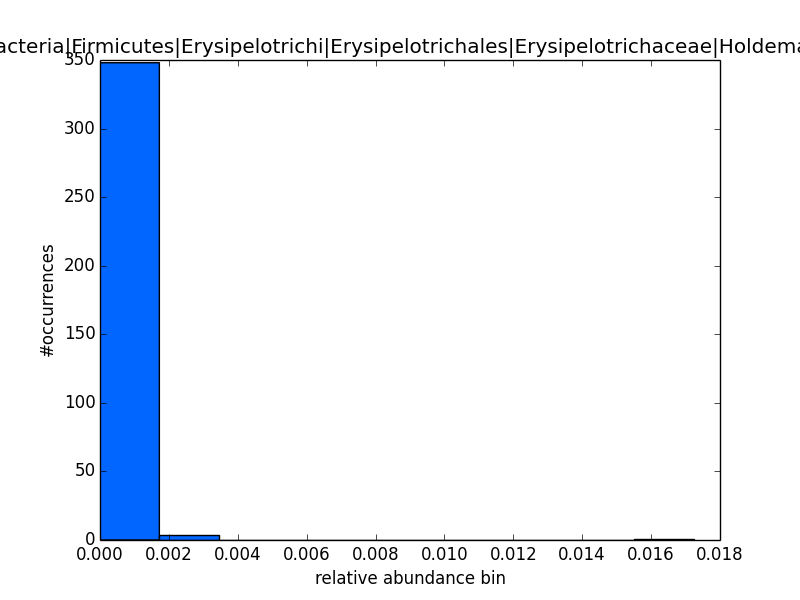 acteria|Firmicutes|Erysipelotrichi|Erysipelotrichales|Erysipelotrichaceae|Holdema
350
300
250
200
150
100
50
0
#occurrences
0.000 0.002 0.004 0.006 0.008 0.010 0.012 0.014 0.016 0.018
relative abundance bin